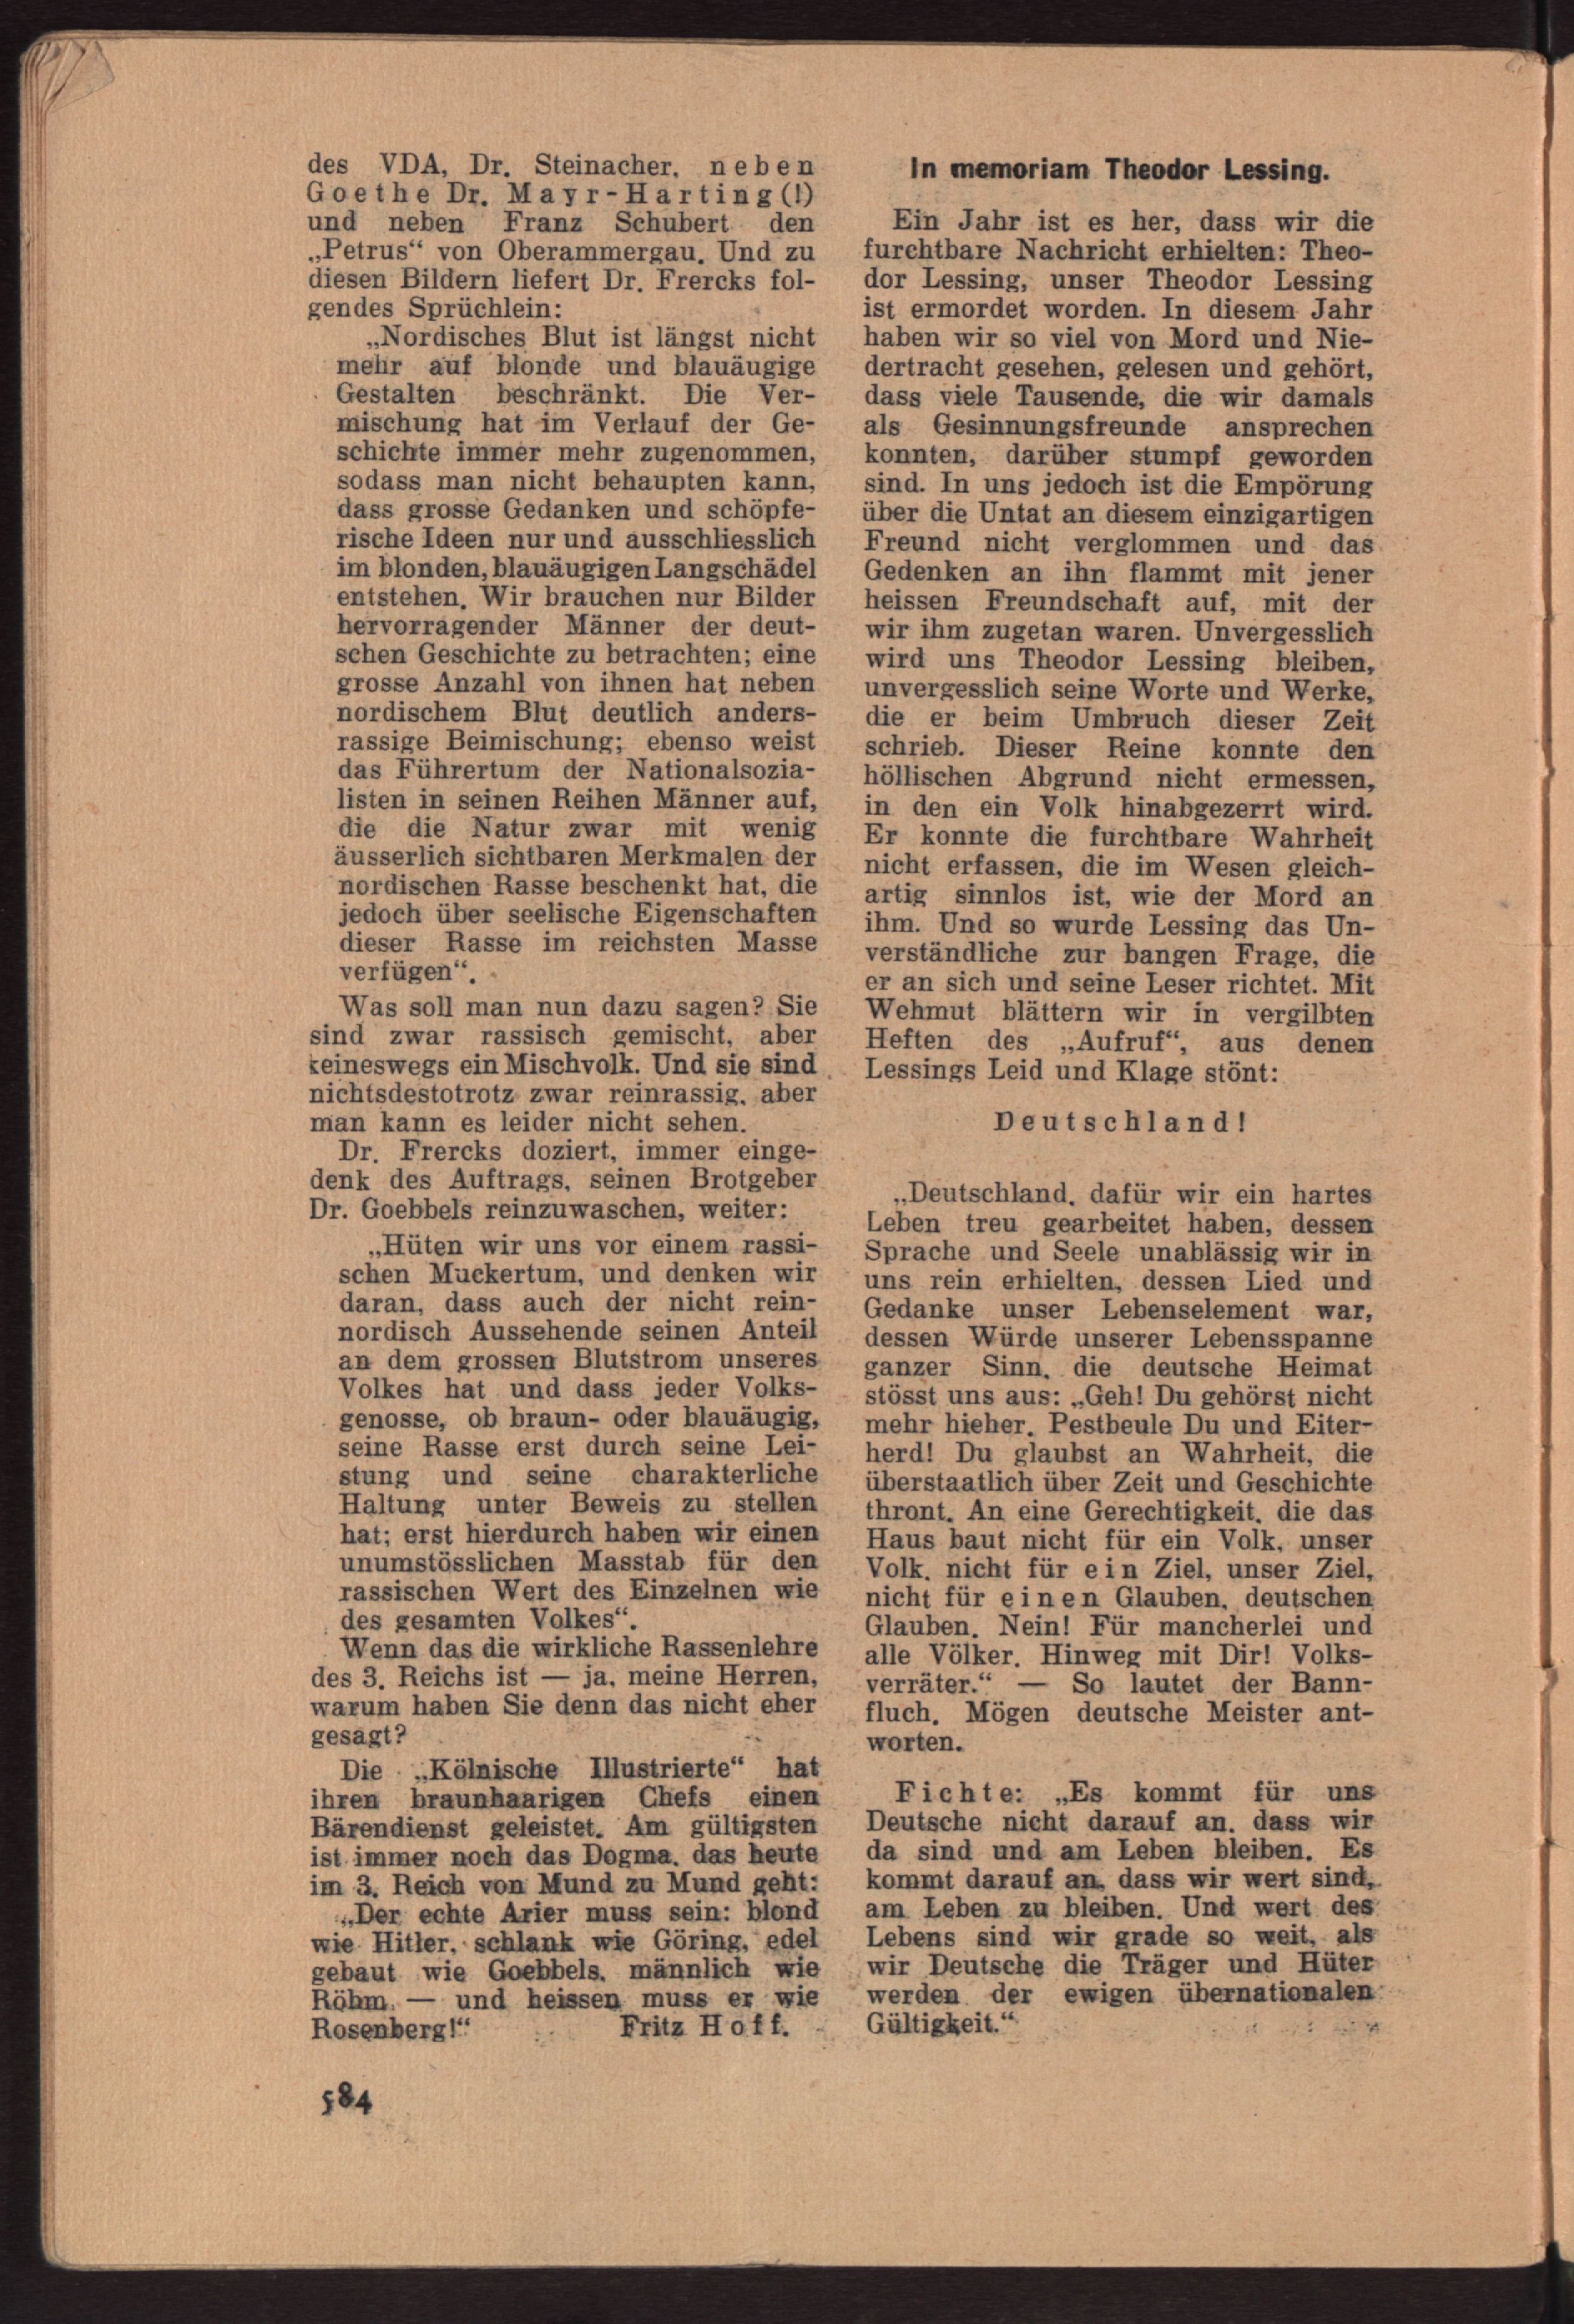 des VDA, Dr. Steinacher, neben
Goethe Dr. Mayr-Harting(!)
und neben Franz Schubert den
„Petrus“ von Oberammergau. Und zu
diesen Bildern liefert Dr. Frercks fol-
gendes Sprüchlein:
„Nordisches Blut ist längst nicht
mehr auf blonde und blauäugige
Gestalten beschränkt. Die Ver-
mischung hat im Verlauf der Ge-
schichte immer mehr zugenommen,
sodass man nicht behaupten kann,
dass grosse Gedanken und schöpfe-
rische Ideen nur und ausschliesslich
im blonden, blauäugigen Langschädel
entstehen. Wir brauchen nur Bilder
hervorragender Männer der deut-
schen Geschichte zu betrachten; eine
grosse Anzahl von ihnen hat neben
nordischem Blut deutlich anders-
rassige Beimischung; ebenso weist
das Führertum der Nationalsozia-
listen in seinen Reihen Männer auf,
die die Natur zwar mit wenig
äusserlich sichtbaren Merkmalen der
nordischen Rasse beschenkt hat, die
jedoch über seelische Eigenschaften
dieser Rasse im reichsten Masse
verfügen“.
Was soll man nun dazu sagen? Sie
sind zwar rassisch gemischt, aber
keineswegs ein Mischvolk. Und sie sind
nichtsdestotrotz zwar reinrassig, aber
man kann es leider nicht sehen.
Dr. Frercks doziert, immer einge-
denk des Auftrags, seinen Brotgeber
Dr. Goebbels reinzuwaschen, weiter:
„Hüten wir uns vor einem rassi-
schen Muckertum, und denken wir
daran, dass auch der nicht rein-
nordisch Aussehende seinen Anteil
an dem grossen Blutstrom unseres
Volkes hat und dass jeder Volks-
genosse, ob braun- oder blauäugig,
seine Rasse erst durch seine Lei-
stung und seine charakterliche
Haltung unter Beweis zu stellen
hat; erst hierdurch haben wir einen
unumstösslichen Masstab für den
rassischen Wert des Einzelnen wie
des gesamten Volkes“.
Wenn das die wirkliche Rassenlehre
des 3. Reichs ist — ja, meine Herren,
warum haben Sie denn das nicht eher
gesagt?
Die „Kölnische Illustrierte“ hat
ihren braunhaarigen Chefs einen
Bärendienst geleistet. Am gültigsten
ist immer noch das Dogma, das heute
im 3. Reich von Mund zu Mund geht:
„Der echte Arier muss sein: blond
wie Hitler, schlank wie Göring, edel
gebaut wie Goebbels, männlich wie
Röhm, — und heissen muss er wie
Rosenberg!“ Fritz Hoff.
584
In memoriam Theodor Lessing.
Ein Jahr ist es her, dass wir die
furchtbare Nachricht erhielten: Theo-
dor Lessing, unser Theodor Lessing
ist ermordet worden. In diesem Jahr
haben wir so viel von Mord und Nie-
dertracht gesehen, gelesen und gehört,
dass viele Tausende, die wir damals
als Gesinnungsfreunde ansprechen
konnten, darüber stumpf geworden
sind. In uns jedoch ist die Empörung
über die Untat an diesem einzigartigen
Freund nicht verglommen und das
Gedenken an ihn flammt mit jener
heissen Freundschaft auf, mit der
wir ihm zugetan waren. Unvergesslich
wird uns Theodor Lessing bleiben,
unvergesslich seine Worte und Werke,
die er beim Umbruch dieser Zeit
schrieb. Dieser Reine konnte den
höllischen Abgrund nicht ermessen,
in den ein Volk hinabgezerrt wird.
Er konnte die furchtbare Wahrheit
nicht erfassen, die im Wesen gleich-
artig sinnlos ist, wie der Mord an
ihm. Und so wurde Lessing das Un-
verständliche zur bangen Frage, die
er an sich und seine Leser richtet. Mit
Wehmut blättern wir in vergilbten
Heften des „Aufruf“, aus denen
Lessings Leid und Klage stönt:
Deutschland!
„Deutschland, dafür wir ein hartes
Leben treu gearbeitet haben, dessen
Sprache und Seele unablässig wir in
uns rein erhielten, dessen Lied und
Gedanke unser Lebenselement war,
dessen Würde unserer Lebensspanne
ganzer Sinn, die deutsche Heimat
stösst uns aus: „Geh! Du gehörst nicht
mehr hieher. Pestbeule Du und Eiter-
herd! Du glaubst an Wahrheit, die
überstaatlich über Zeit und Geschichte
thront. An eine Gerechtigkeit, die das
Haus baut nicht für ein Volk, unser
Volk, nicht für ein Ziel, unser Ziel,
nicht für einen Glauben, deutschen
Glauben. Nein! Für mancherlei und
alle Völker. Hinweg mit Dir! Volks-
verräter.“ — So lautet der Bann-
fluch. Mögen deutsche Meister ant-
worten.
Fichte: „Es kommt für uns
Deutsche nicht darauf an, dass wir
da sind und am Leben bleiben. Es
kommt darauf an, dass wir wert sind,
am Leben zu bleiben. Und wert des
Lebens sind wir grade so weit, als
wir Deutsche die Träger und Hüter
werden der ewigen übernationalen
Gültigkeit.“